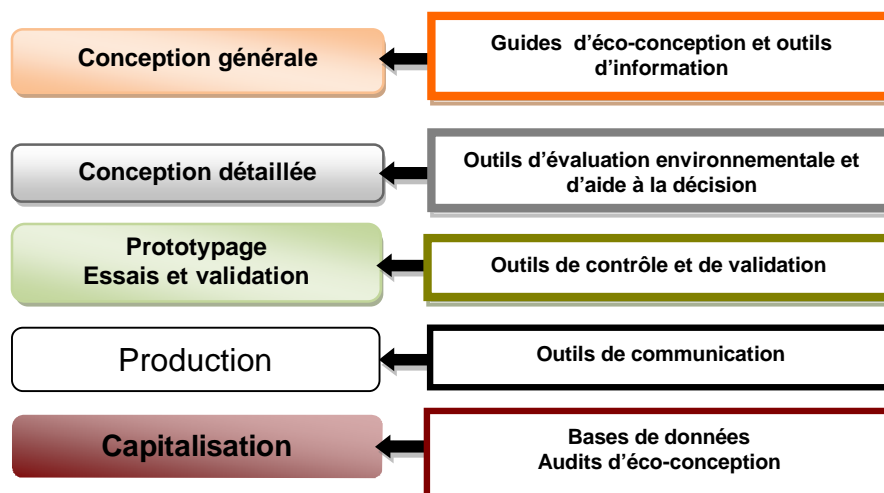 Conception générale
Guides d'éco-conception et outils
d'information
Conception détaillée
Outils d'évaluation environnementale et
d'aide à la décision
Prototypage
Essais et validation
Outils de contrôle et de validation
Production
Outils de communication
Capitalisation
Bases de données
Audits d'éco-conception